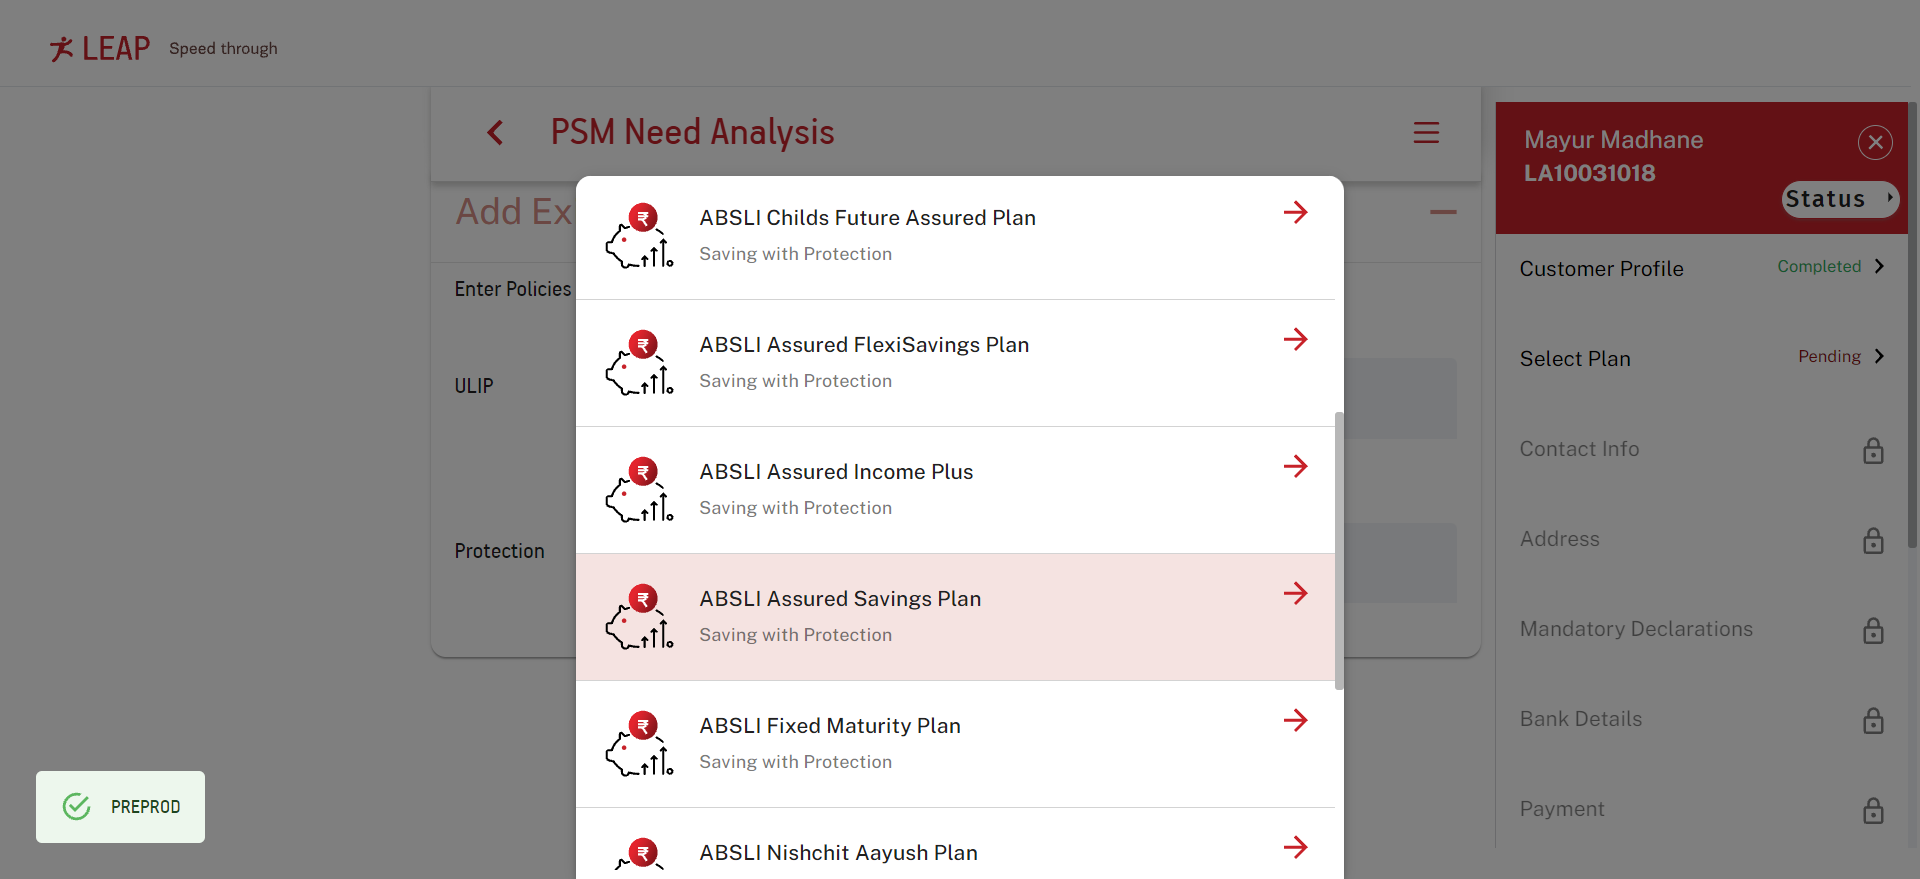 LEAP Speed through
PSM Need Analysis
Add Ex
Enter Policies
ULIP
Protection
ABSLI Childs Future Assured Plan
Saving with Protection
ABSLI Assured FlexiSavings Plan
Saving with Protection
ABSLI Assured Income Plus
Saving with Protection
ABSLI Assured Savings Plan
Saving with Protection
ABSLI Fixed Maturity Plan
Saving with Protection
ABSLI Nishchit Aayush Plan
Mayur Madhane
LA10031018
Status
Customer Profile Completed
Select Plan Pending
Contact Info
Address
Mandatory Declarations
Bank Details
Payment
PREPROD